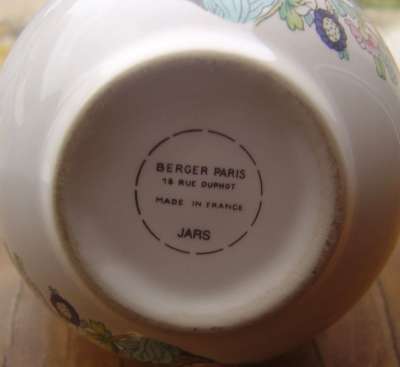 BERGER PARIS
18 RUE DUPHOT
MADE IN FRANCE
JARS